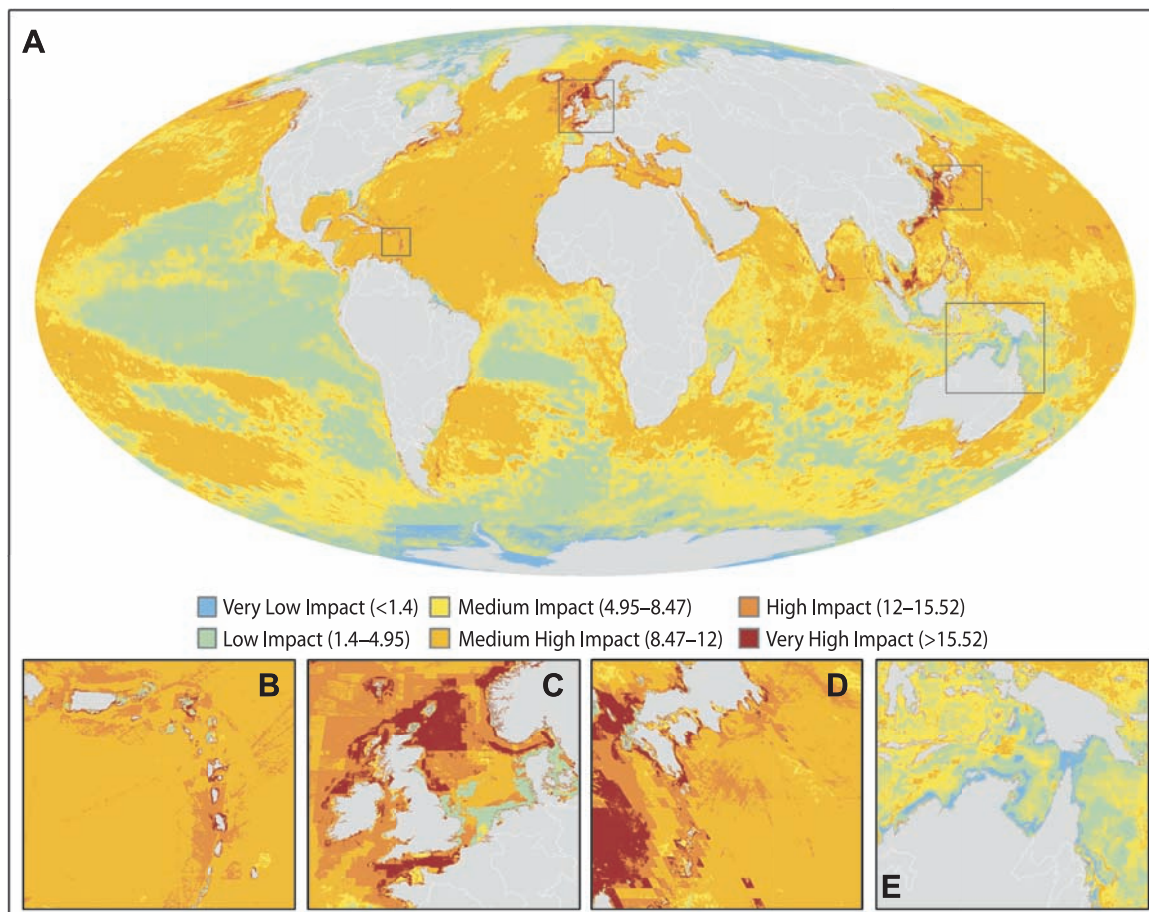 A
Very Low Impact (<1.4)
Medium Impact (4.95–8.47)
High Impact (12–15.52)
Low Impact (1.4–4.95)
Medium High Impact (8.47–12)
Very High Impact (>15.52)
B
C
D
E